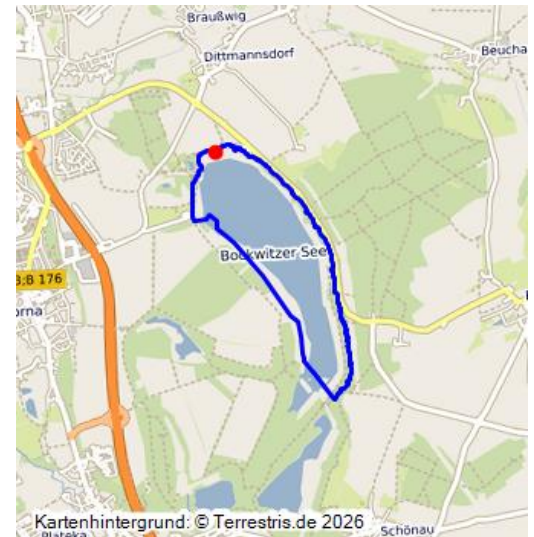 Braußwig
Dittmannsdorf
Beucha
Bockwitzer See
B 176
orna
Kartenhintergrund: © Terrestris.de 2026
Schönau
Plateka